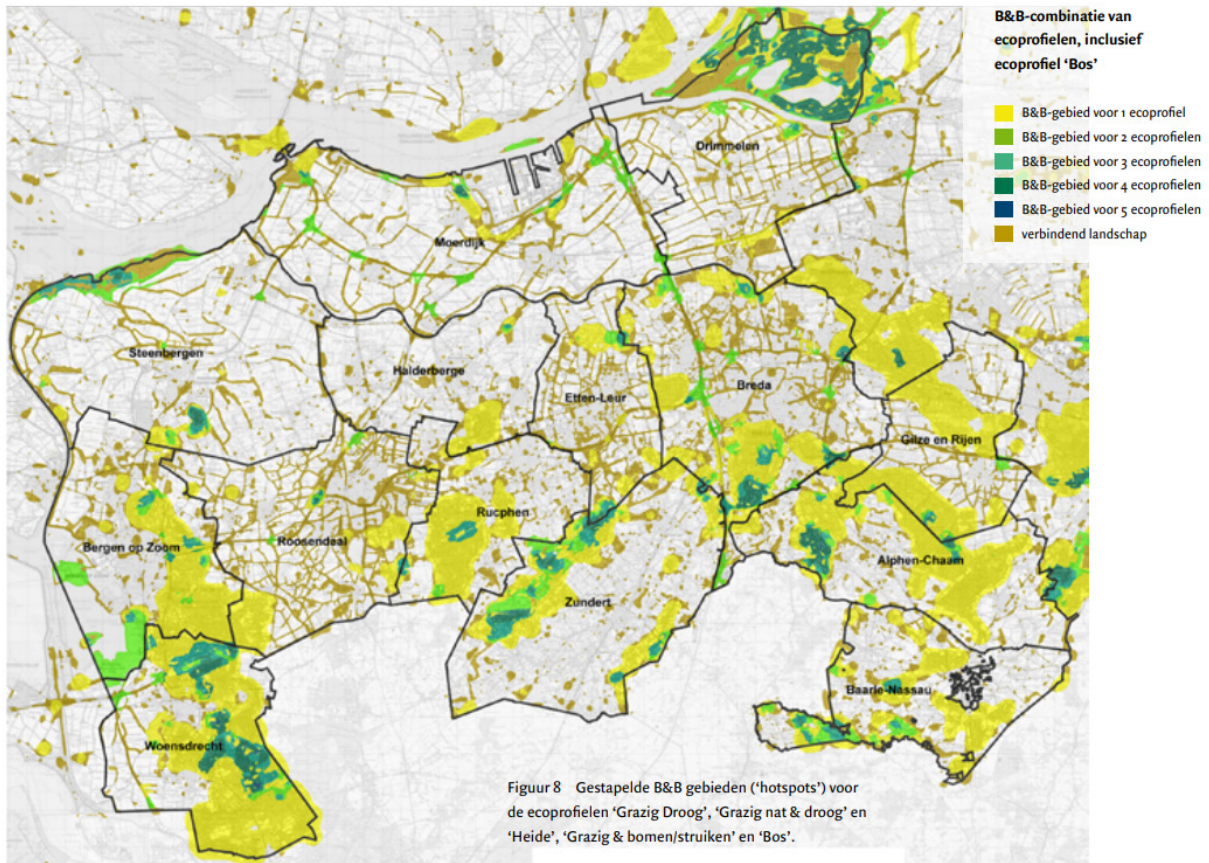 B&B-combinatie van
ecoprofielen, inclusief
ecoprofiel ‘Bos’
B&B-gebied voor 1 ecoprofiel
B&B-gebied voor 2 ecoprofielen
B&B-gebied voor 3 ecoprofielen
B&B-gebied voor 4 ecoprofielen
B&B-gebied voor 5 ecoprofielen
verbindend landschap
Drimmelen
Moerdijk
Steenbergen
Halderberge
Etten-Leur
Breda
Gilze en Rijen
Rucphen
Bergen op Zoom
Roosendaal
Alphen-Chaam
Zundert
Baarle-Nassau
Woensdrecht
Figuur 8 Gestapelde B&B gebieden (‘hotspots’) voor
de ecoprofielen ‘Grazig Droog’, ‘Grazig nat & droog’ en
‘Heide’, ‘Grazig & bomen/struiken’ en ‘Bos’.